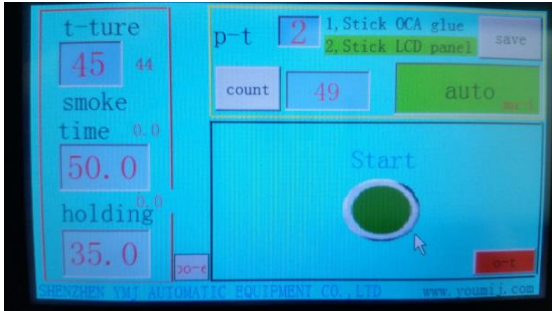 t-ture
45 44
smoke
time 0.0
50.0
0.0
holding
35.0
p-t 2 1,Stick OCA glue
2,Stick LCD panel
save
count 49 auto
Start
o-t
SHENZHEN YMJ AUTOMATIC EQUIPMENT CO.,LTD www.youmij.com